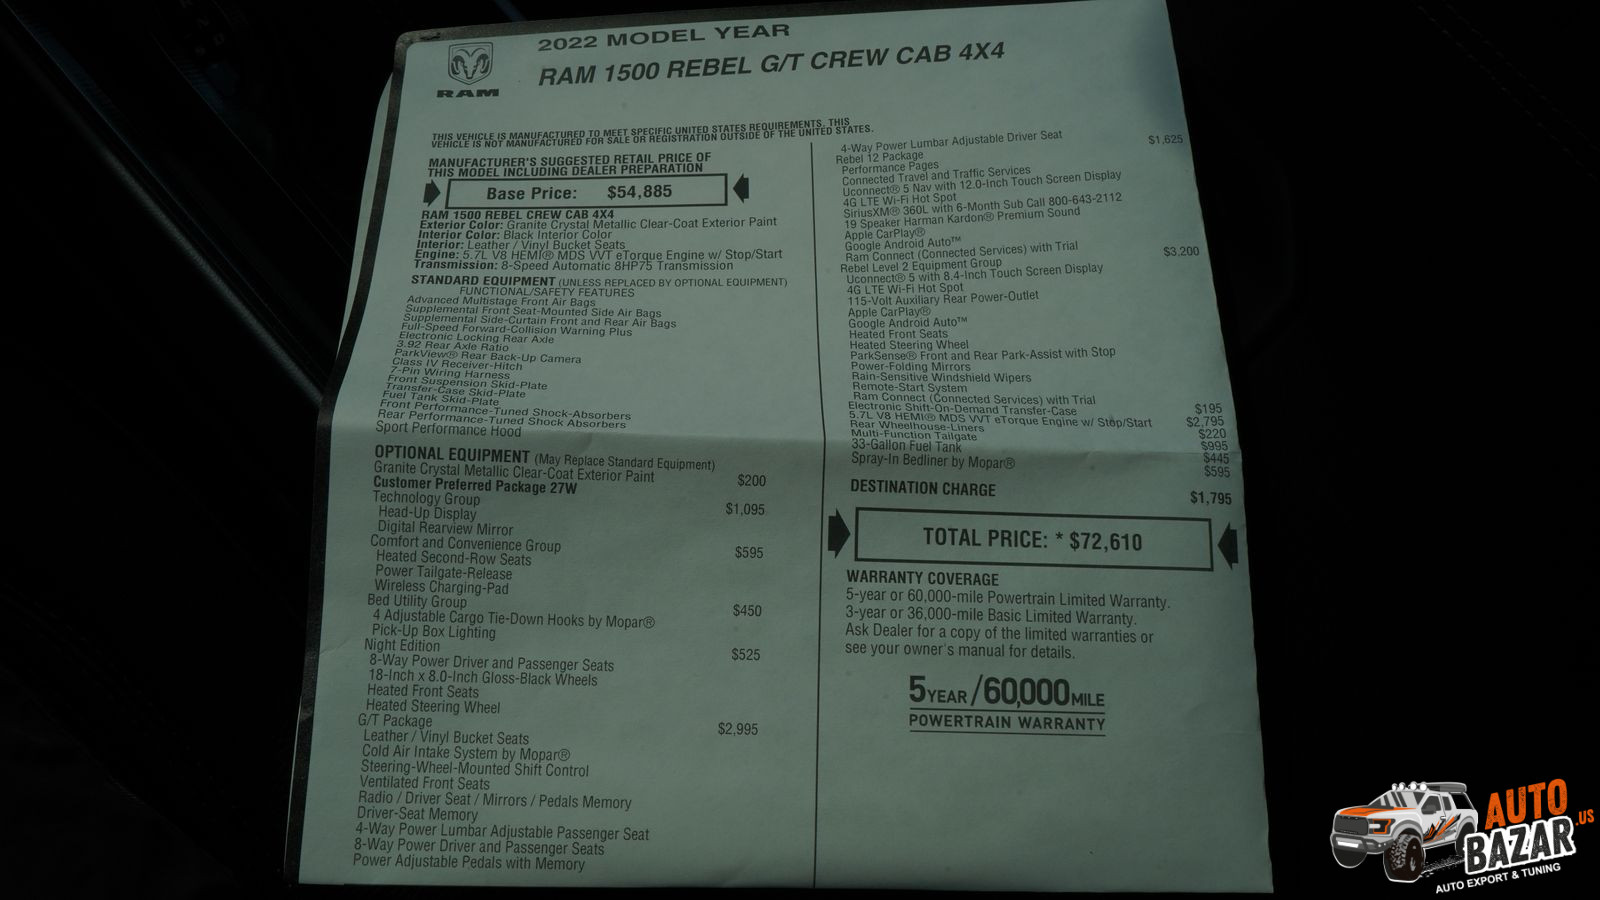 RAM
2022 MODEL YEAR
RAM 1500 REBEL G/T CREW CAB 4X4
THIS VEHICLE IS MANUFACTURED TO MEET SPECIFIC UNITED STATES REQUIREMENTS. THIS
VEHICLE IS NOT MANUFACTURED FOR SALE OR REGISTRATION OUTSIDE OF THE UNITED STATES.
MANUFACTURER'S SUGGESTED RETAIL PRICE OF
THIS MODEL INCLUDING DEALER PREPARATION
Base Price: $54,885
RAM 1500 REBEL CREW CAB 4X4
Exterior Color: Granite Crystal Metallic Clear-Coat Exterior Paint
Interior Color: Black Interior Color
Interior: Leather / Vinyl Bucket Seats
Engine: 5.7L V8 HEMI® MDS VVT eTorque Engine w/ Stop/Start
Transmission: 8-Speed Automatic 8HP75 Transmission
STANDARD EQUIPMENT (UNLESS REPLACED BY OPTIONAL EQUIPMENT)
FUNCTIONAL/SAFETY FEATURES
Advanced Multistage Front Air Bags
Supplemental Front Seat-Mounted Side Air Bags
Supplemental Side-Curtain Front and Rear Air Bags
Full-Speed Forward-Collision Warning Plus
Electronic Locking Rear Axle
3.92 Rear Axle Ratio
ParkView® Rear Back-Up Camera
Class IV Receiver-Hitch
7-Pin Wiring Harness
Front Suspension Skid-Plate
Transfer-Case Skid-Plate
Fuel Tank Skid-Plate
Front Performance-Tuned Shock-Absorbers
Rear Performance-Tuned Shock Absorbers
Sport Performance Hood
OPTIONAL EQUIPMENT (May Replace Standard Equipment)
Granite Crystal Metallic Clear-Coat Exterior Paint $200
Customer Preferred Package 27W
Technology Group $1,095
Head-Up Display
Digital Rearview Mirror
Comfort and Convenience Group $595
Heated Second-Row Seats
Power Tailgate-Release
Wireless Charging-Pad
Bed Utility Group $450
4 Adjustable Cargo Tie-Down Hooks by Mopar®
Pick-Up Box Lighting
Night Edition $525
8-Way Power Driver and Passenger Seats
18-Inch x 8.0-Inch Gloss-Black Wheels
Heated Front Seats
Heated Steering Wheel
G/T Package $2,995
Leather / Vinyl Bucket Seats
Cold Air Intake System by Mopar®
Steering-Wheel-Mounted Shift Control
Ventilated Front Seats
Radio / Driver Seat / Mirrors / Pedals Memory
Driver-Seat Memory
4-Way Power Lumbar Adjustable Passenger Seat
8-Way Power Driver and Passenger Seats
Power Adjustable Pedals with Memory
4-Way Power Lumbar Adjustable Driver Seat
Rebel 12 Package $1,625
Performance Pages
Connected Travel and Traffic Services
Uconnect® 5 Nav with 12.0-Inch Touch Screen Display
4G LTE Wi-Fi Hot Spot
SiriusXM® 360L with 6-Month Sub Call 800-643-2112
19 Speaker Harman Kardon® Premium Sound
Apple CarPlay®
Google Android Auto™
Ram Connect (Connected Services) with Trial
Rebel Level 2 Equipment Group $3,200
Uconnect® 5 with 8.4-Inch Touch Screen Display
4G LTE Wi-Fi Hot Spot
115-Volt Auxiliary Rear Power-Outlet
Apple CarPlay®
Google Android Auto™
Heated Front Seats
Heated Steering Wheel
ParkSense® Front and Rear Park-Assist with Stop
Power-Folding Mirrors
Rain-Sensitive Windshield Wipers
Remote-Start System
Ram Connect (Connected Services) with Trial
Electronic Shift-On-Demand Transfer-Case $195
5.7L V8 HEMI® MDS VVT eTorque Engine w/ Stop/Start $2,795
Rear Wheelhouse-Liners $220
Multi-Function Tailgate $995
33-Gallon Fuel Tank $445
Spray-In Bedliner by Mopar® $595
DESTINATION CHARGE $1,795
TOTAL PRICE: * $72,610
WARRANTY COVERAGE
5-year or 60,000-mile Powertrain Limited Warranty.
3-year or 36,000-mile Basic Limited Warranty.
Ask Dealer for a copy of the limited warranties or
see your owner's manual for details.
5 YEAR / 60,000 MILE
POWERTRAIN WARRANTY
AUTO
BAZAR.US
AUTO EXPORT & TUNING